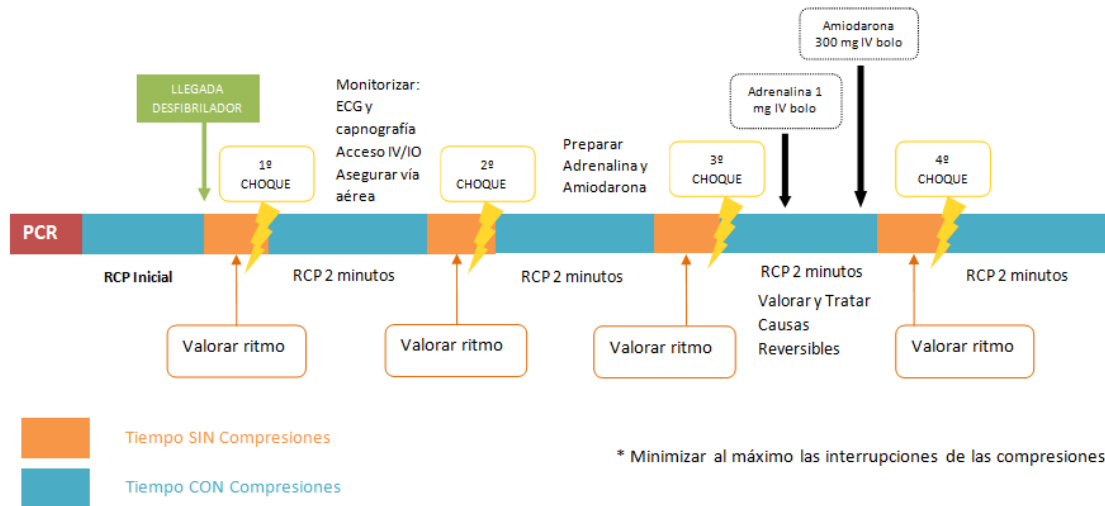 Amiodarona
300 mg IV bolo
LLEGADA
DESFIBRILADOR
Monitorizar:
ECG y
capnografía
Acceso IV/IO
Asegurar vía
aérea
Adrenalina 1
mg IV bolo
Preparar
Adrenalina y
Amiodarona
1º
CHOQUE
2º
CHOQUE
3º
CHOQUE
4º
CHOQUE
PCR
RCP Inicial
RCP 2 minutos
RCP 2 minutos
RCP 2 minutos
RCP 2 minutos
Valorar y Tratar
Causas
Reversibles
Valorar ritmo
Valorar ritmo
Valorar ritmo
Valorar ritmo
Tiempo SIN Compresiones
* Minimizar al máximo las interrupciones de las compresiones
Tiempo CON Compresiones